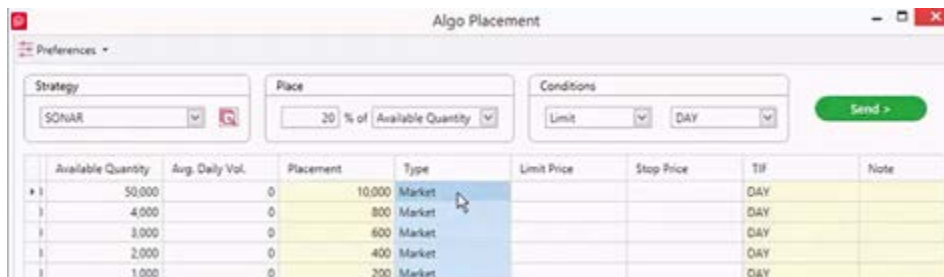 Algo Placement
Preferences
Strategy Place Conditions
SONAR 20 % of Available Quantity Limit DAY Send >
Available Quantity Avg. Daily Vol. Placement Type Limit Price Stop Price TIF Note
50,000 0 10,000 Market DAY
4,000 0 800 Market DAY
3,000 0 600 Market DAY
2,000 0 400 Market DAY
1,000 0 200 Market DAY